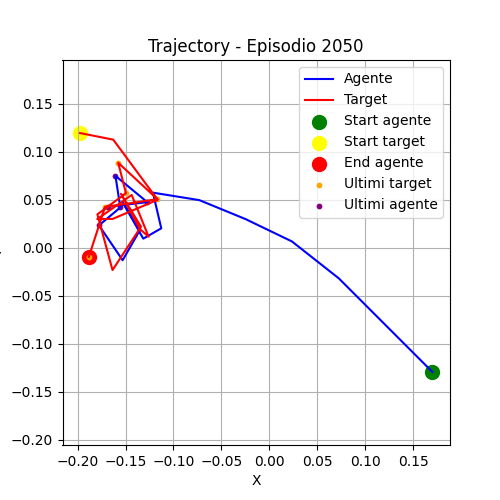 Trajectory - Episodio 2050
Agente
Target
Start agente
Start target
End agente
Ultimi target
Ultimi agente
0.15
0.10
0.05
0.00
−0.05
−0.10
−0.15
−0.20
−0.20 −0.15 −0.10 −0.05 0.00 0.05 0.10 0.15
X